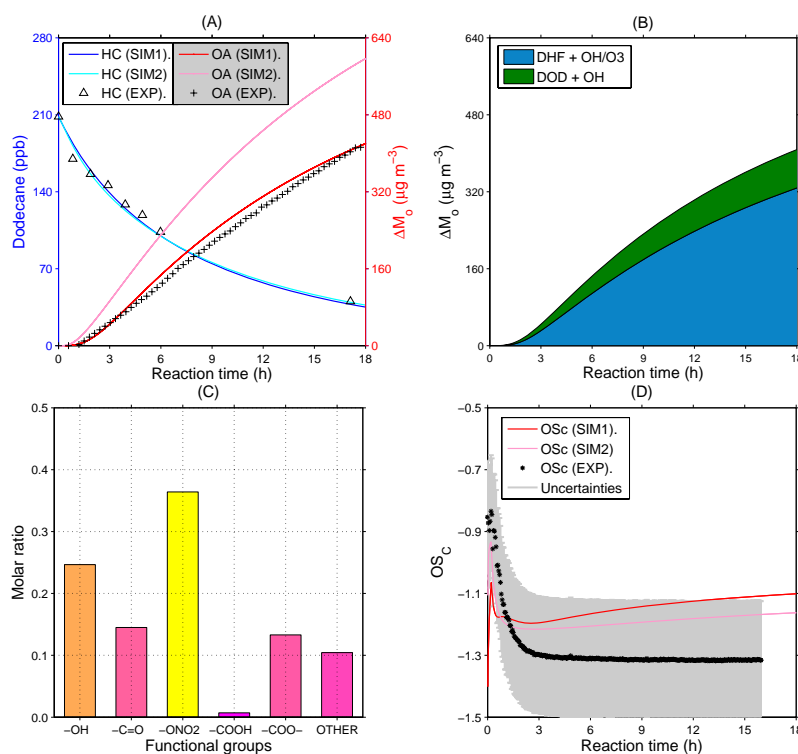 (A)
280
210
140
70
0
Dodecane (ppb)
HC (SIM1).
HC (SIM2)
HC (EXP).
OA (SIM1).
OA (SIM2).
OA (EXP).
640
480
320
160
0
ΔMo (μg m−3)
0 3 6 9 12 15 18
Reaction time (h)
(B)
640
480
320
160
0
ΔMo (μg m−3)
DHF + OH/O3
DOD + OH
0 3 6 9 12 15 18
Reaction time (h)
(C)
0.5
0.4
0.3
0.2
0.1
0.0
Molar ratio
−OH −C=O −ONO2 −COOH −COO− OTHER
Functional groups
(D)
−0.5
−0.7
−0.9
−1.1
−1.3
−1.5
OSC
OSc (SIM1).
OSc (SIM2)
OSc (EXP).
Uncertainties
0 3 6 9 12 15 18
Reaction time (h)